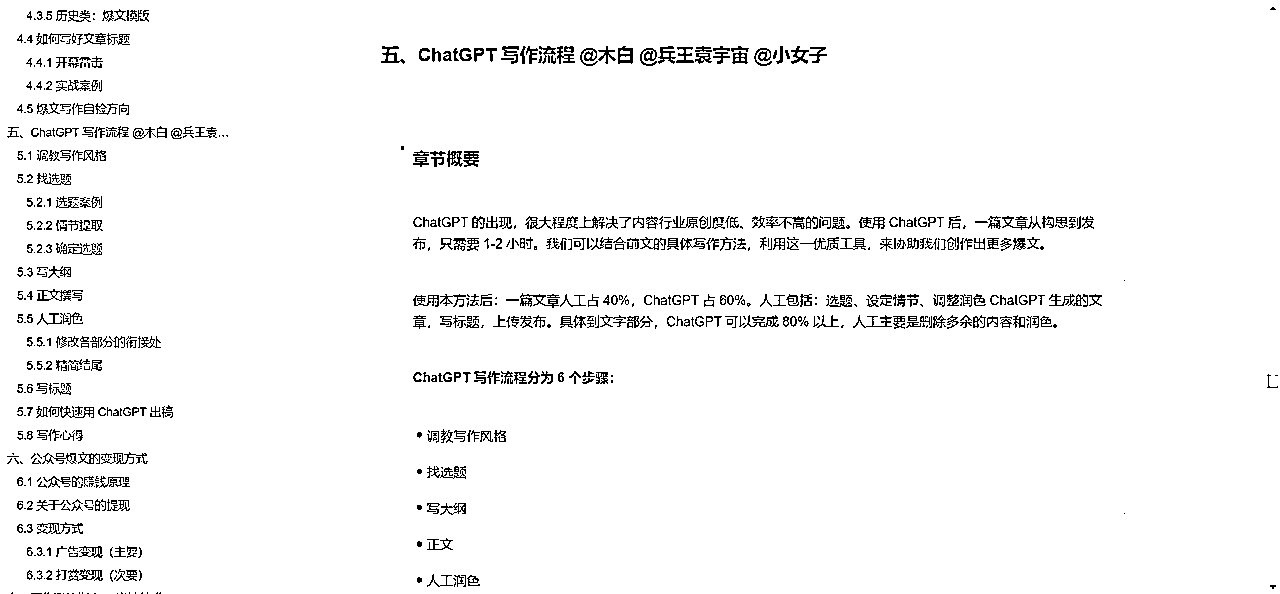 4.3.5 历史类：爆文模版
4.4 如何写好文章标题
4.4.1 开幕雷击
4.4.2 实战案例
4.5 爆文写作自检方向
五、ChatGPT 写作流程 @木白 @兵王袁...
5.1 调教写作风格
5.2 找选题
5.2.1 选题案例
5.2.2 情节提取
5.2.3 确定选题
5.3 写大纲
5.4 正文撰写
5.5 人工润色
5.5.1 修改各部分的衔接处
5.5.2 精简结尾
5.6 写标题
5.7 如何快速用 ChatGPT 出稿
5.8 写作心得
六、公众号爆文的变现方式
6.1 公众号的赚钱原理
6.2 关于公众号的提现
6.3 变现方式
6.3.1 广告变现（主要）
6.3.2 打赏变现（次要）
五、ChatGPT 写作流程 @木白 @兵王袁宇宙 @小女子
章节概要
ChatGPT 的出现，很大程度上解决了内容行业原创度低、效率不高的问题。使用 ChatGPT 后，一篇文章从构思到发
布，只需要 1-2 小时。我们可以结合前文的具体写作方法，利用这一优质工具，来协助我们创作出更多爆文。
使用本方法后：一篇文章人工占 40%，ChatGPT 占 60%。人工包括：选题、设定情节、调整润色 ChatGPT 生成的文
章，写标题，上传发布。具体到文字部分，ChatGPT 可以完成 80% 以上，人工主要是删除多余的内容和润色。
ChatGPT 写作流程分为 6 个步骤：
• 调教写作风格
• 找选题
• 写大纲
• 正文
• 人工润色